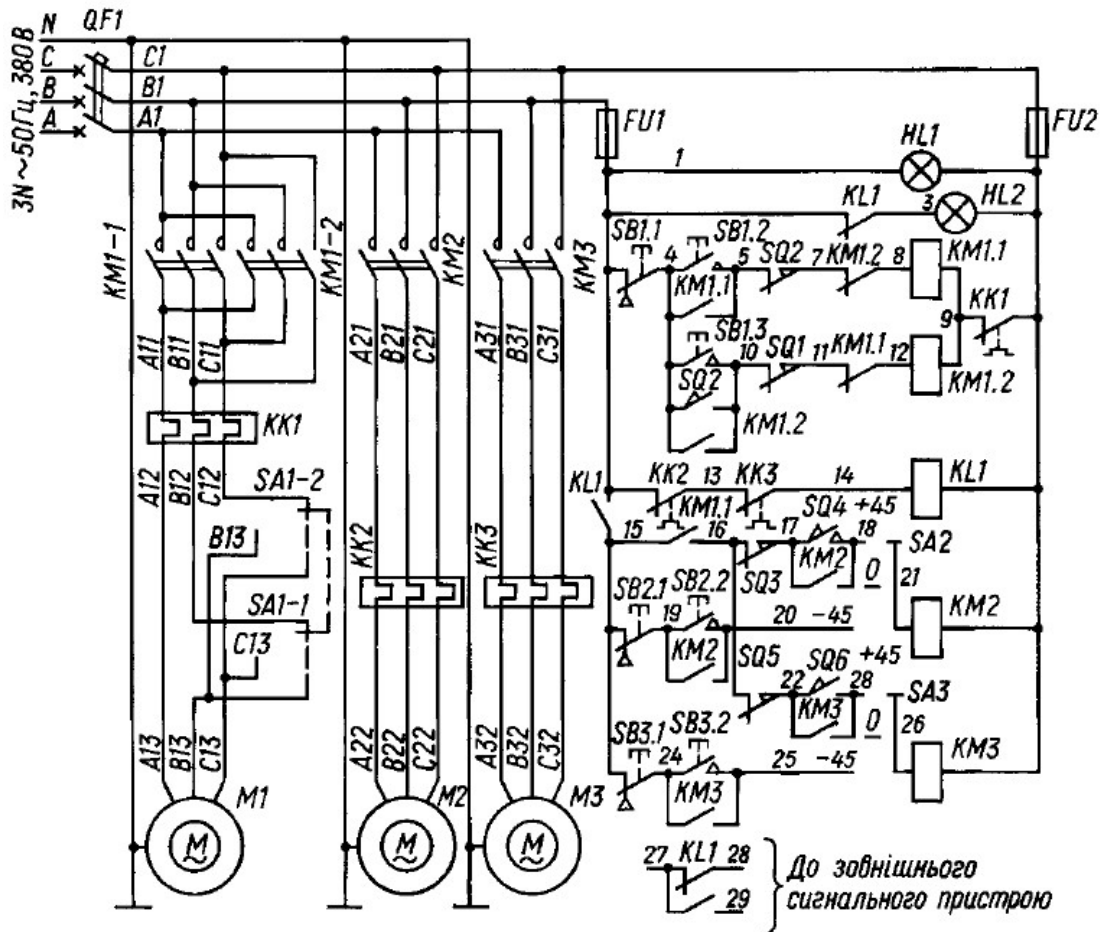 3N ~50Гц, 380В
N QF1
C C1
B B1
A A1
FU1
FU2
1
HL1
KL1 3 HL2
KM1-1
KM1-2
KM2
KM3
SB1.1 4 SB1.2 5 SQ2 7 KM1.2 8 KM1.1
KM1.1
9 KK1
SB1.3 10 SQ1 11 KM1.1 12 KM1.2
SQ2
KM1.2
A11 B11 C11
A21 B21 C21
A31 B31 C31
KK1
A12 B12 C12
SA1-2
B13
SA1-1
C13
KK2
KK3
KL1
KK2 13 KK3 14 KL1
15 KM1.1 16 17 SQ4 +45 18 SA2
SQ3 KM2 0 21
SB2.1 19 SB2.2 20 -45 KM2
KM2
SQ5 22 SQ6 +45 28 SA3
KM3 0 26
SB3.1 24 SB3.2 25 -45 KM3
KM3
A13 B13 C13
A22 B22 C22
A32 B32 C32
M1
M2
M3
M
M
M
27 KL1 28
29
До зовнішнього
сигнального пристрою